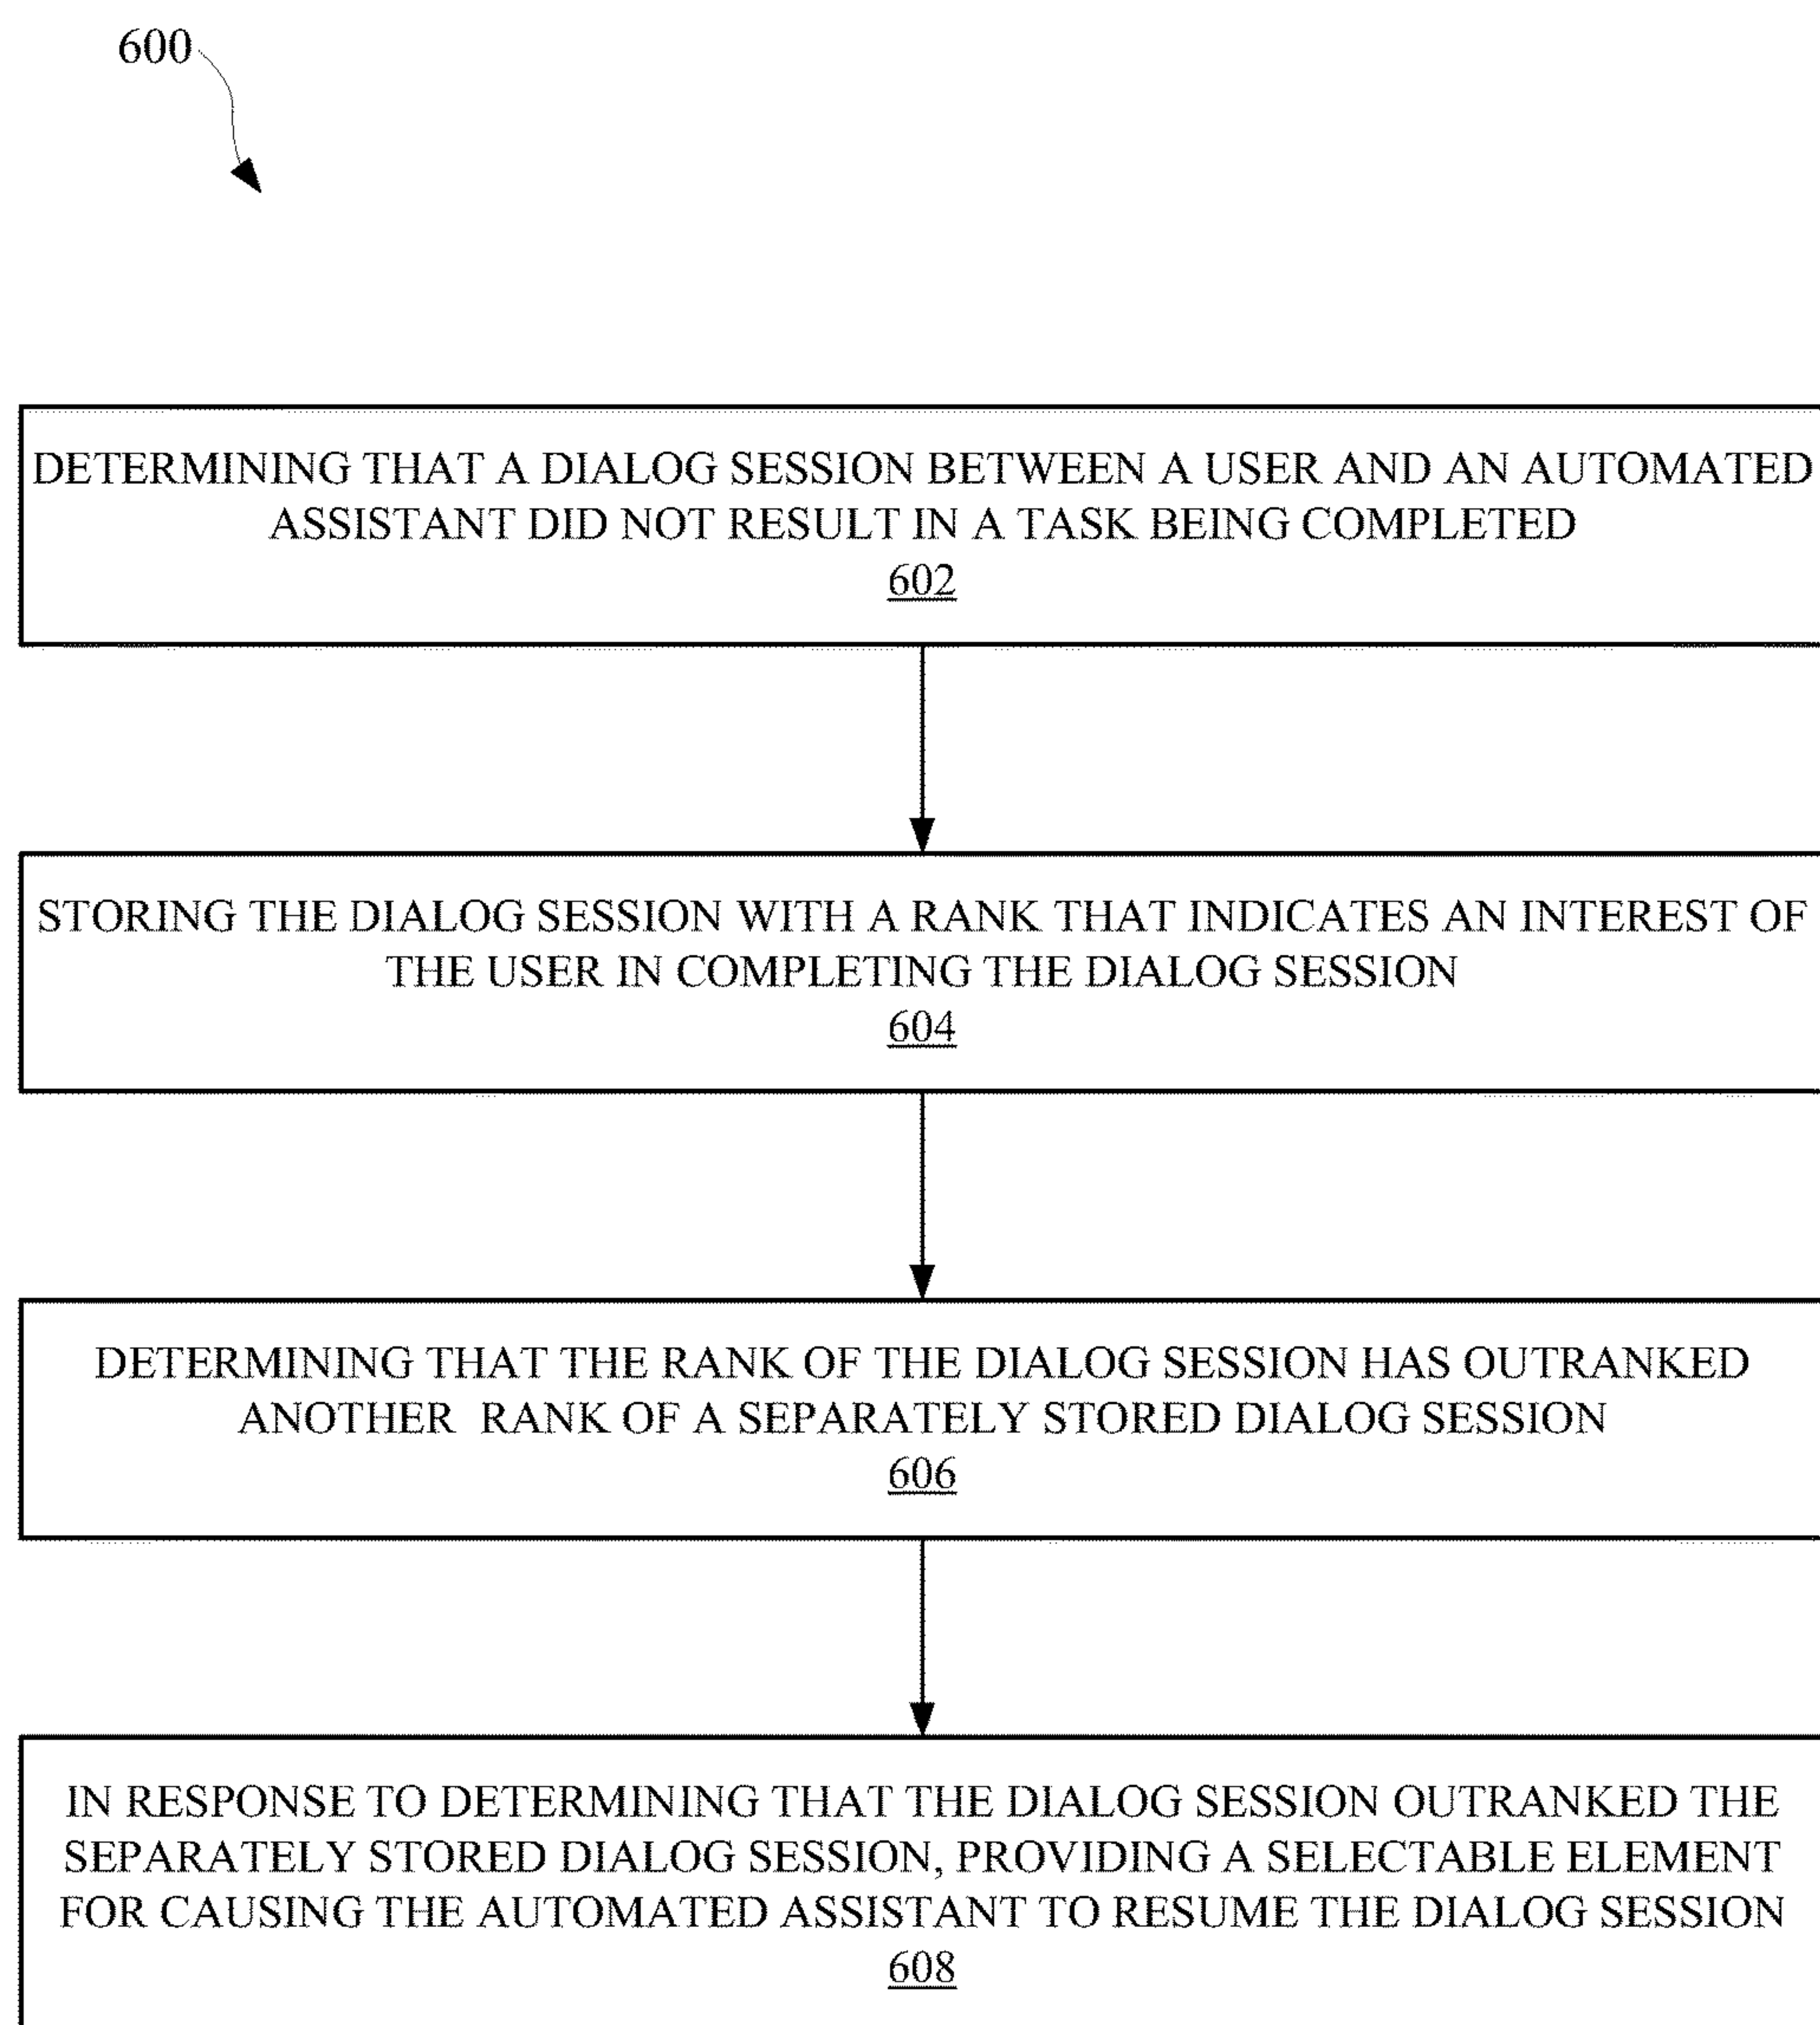 600
DETERMINING THAT A DIALOG SESSION BETWEEN A USER AND AN AUTOMATED
ASSISTANT DID NOT RESULT IN A TASK BEING COMPLETED
602
STORING THE DIALOG SESSION WITH A RANK THAT INDICATES AN INTEREST OF
THE USER IN COMPLETING THE DIALOG SESSION
604
DETERMINING THAT THE RANK OF THE DIALOG SESSION HAS OUTRANKED
ANOTHER RANK OF A SEPARATELY STORED DIALOG SESSION
606
IN RESPONSE TO DETERMINING THAT THE DIALOG SESSION OUTRANKED THE
SEPARATELY STORED DIALOG SESSION, PROVIDING A SELECTABLE ELEMENT
FOR CAUSING THE AUTOMATED ASSISTANT TO RESUME THE DIALOG SESSION
608